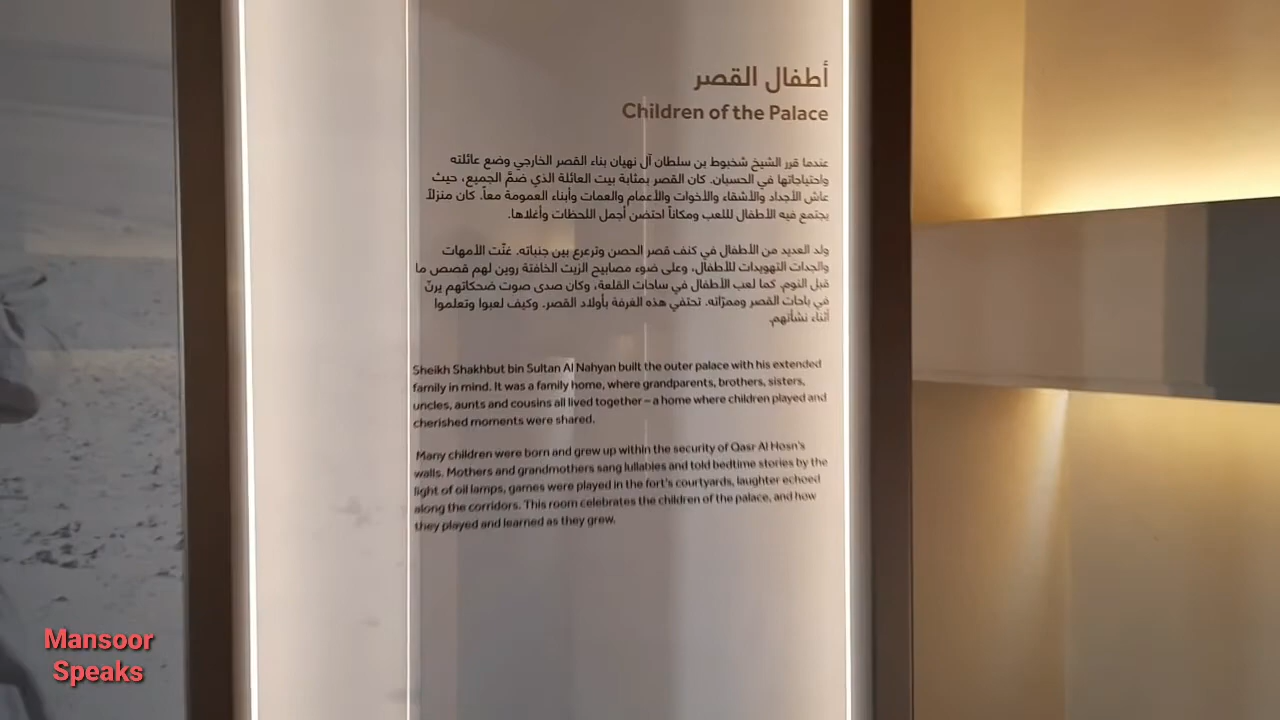 أطفال القصر
Children of the Palace
عندما قرر الشيخ شخبوط بن سلطان آل نهيان بناء القصر الخارجي وضع عائلته
واحتياجاتها في الحسبان. كان القصر بمثابة بيت العائلة الذي ضمَّ الجميع، حيث
عاش الأجداد والأشقاء والأخوات والأعمام والعمات وأبناء العمومة معاً. كان منزلاً
يجتمع فيه الأطفال للعب ومكاناً احتضن أجمل اللحظات وأغلاها.
ولد العديد من الأطفال في كنف قصر الحصن وترعرع بين جنباته. غنّت الأمهات
والجدات التهويدات للأطفال، وعلى ضوء مصابيح الزيت الخافتة روين لهم قصص ما
قبل النوم. كما لعب الأطفال في ساحات القلعة، وكان صدى صوت ضحكاتهم يرنّ
في باحات القصر وممرّاته. تحتفي هذه الغرفة بأولاد القصر. وكيف لعبوا وتعلموا
أثناء نشأتهم.
Sheikh Shakhbut bin Sultan Al Nahyan built the outer palace with his extended
family in mind. It was a family home, where grandparents, brothers, sisters,
uncles, aunts and cousins all lived together – a home where children played and
cherished moments were shared.
Many children were born and grew up within the security of Qasr Al Hosn's
walls. Mothers and grandmothers sang lullabies and told bedtime stories by the
light of oil lamps, games were played in the fort's courtyards, laughter echoed
along the corridors. This room celebrates the children of the palace, and how
they played and learned as they grew.
Mansoor
Speaks